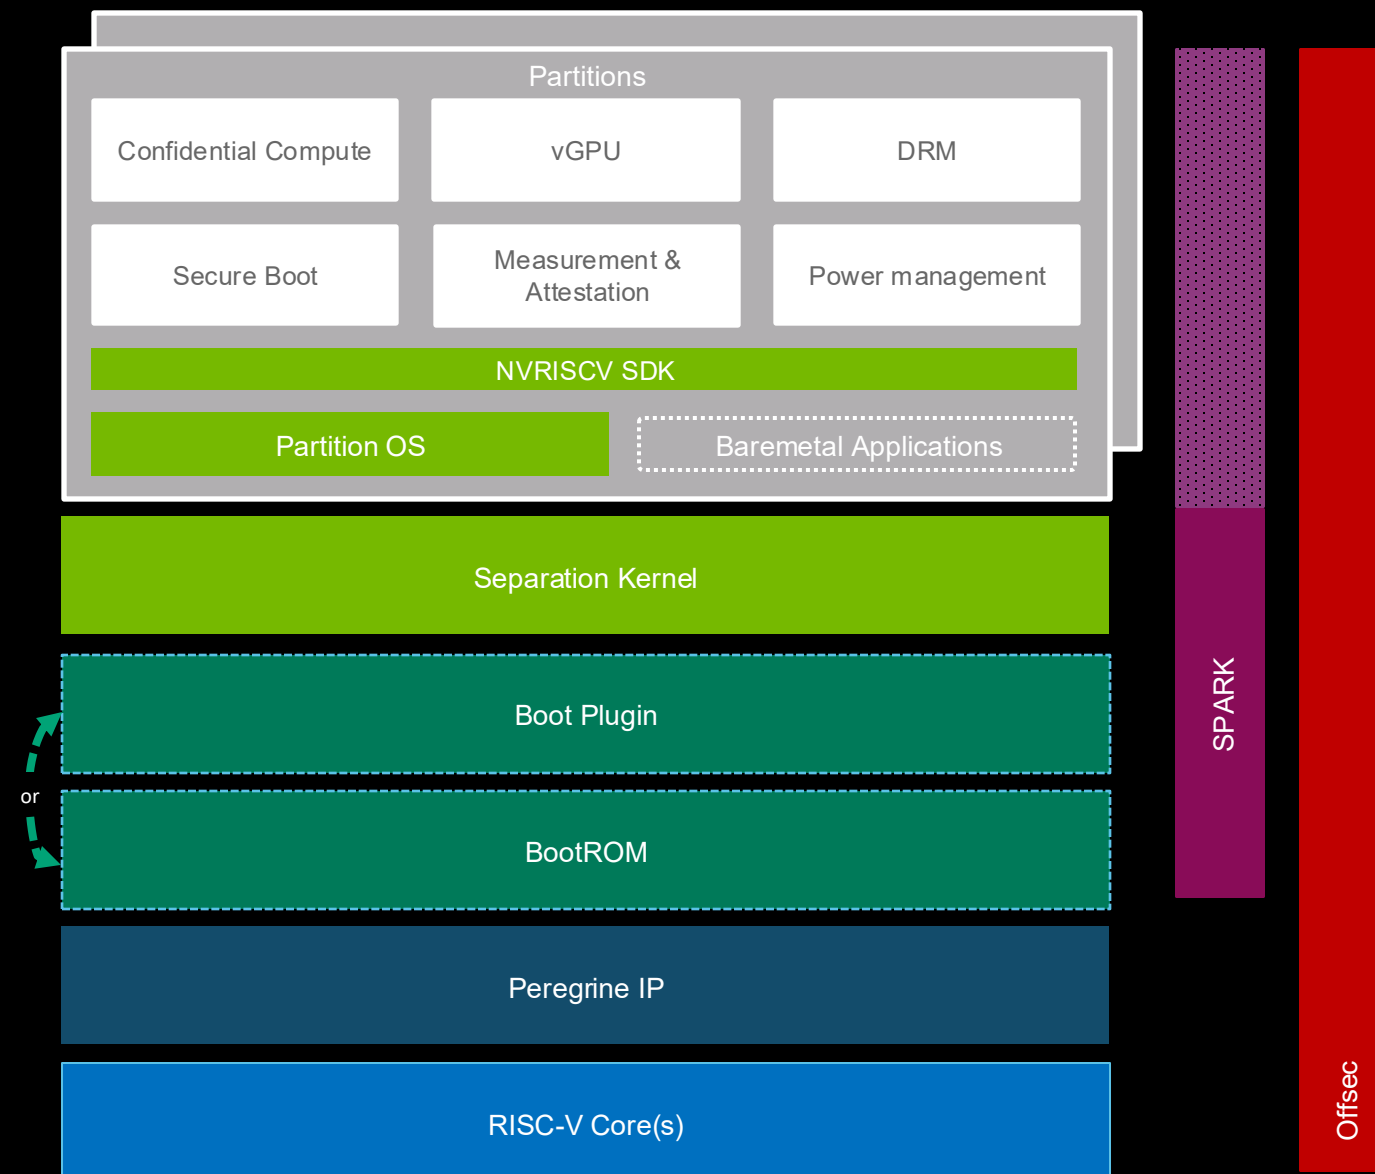 Partitions
Confidential Compute
vGPU
DRM
Secure Boot
Measurement &
Attestation
Power management
NVRISCV SDK
Partition OS
Baremetal Applications
Separation Kernel
Boot Plugin
or
BootROM
Peregrine IP
RISC-V Core(s)
SPARK
Offsec